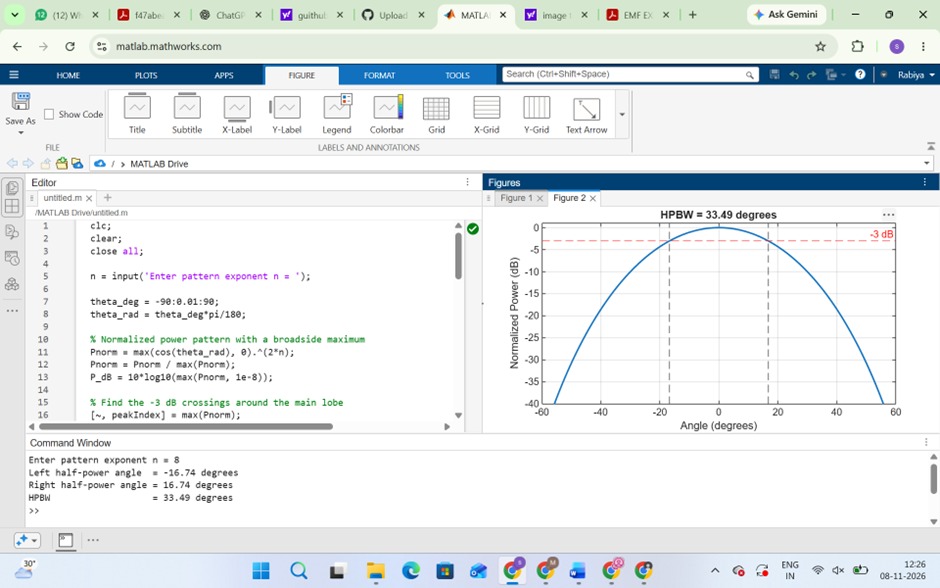 (12) Wh
f47abe
ChatGP
guithub
Upload
MATLA
image t
EMF EX
Ask Gemini
matlab.mathworks.com
S
HOME
PLOTS
APPS
FIGURE
FORMAT
TOOLS
Search (Ctrl+Shift+Space)
Rabiya
Save As
Show Code
Title
Subtitle
X-Label
Y-Label
Legend
Colorbar
Grid
X-Grid
Y-Grid
Text Arrow
FILE
LABELS AND ANNOTATIONS
/ > MATLAB Drive
Editor
untitled.m
/MATLAB Drive/untitled.m
1 clc;
2 clear;
3 close all;
4
5 n = input('Enter pattern exponent n = ');
6
7 theta_deg = -90:0.01:90;
8 theta_rad = theta_deg*pi/180;
9
10 % Normalized power pattern with a broadside maximum
11 Pnorm = max(cos(theta_rad), 0).^(2*n);
12 Pnorm = Pnorm / max(Pnorm);
13 P_dB = 10*log10(max(Pnorm, 1e-8));
14
15 % Find the -3 dB crossings around the main lobe
16 [~, peakIndex] = max(Pnorm);
Figures
Figure 1
Figure 2
HPBW = 33.49 degrees
-3 dB
Normalized Power (dB)
0
-5
-10
-15
-20
-25
-30
-35
-40
-60 -40 -20 0 20 40 60
Angle (degrees)
Command Window
Enter pattern exponent n = 8
Left half-power angle = -16.74 degrees
Right half-power angle = 16.74 degrees
HPBW = 33.49 degrees
>>
30°
ENG
IN
12:26
08-11-2026